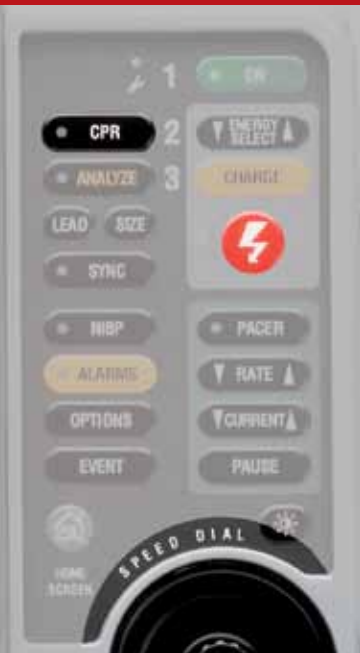 1 ON
CPR 2 ENERGY SELECT
ANALYZE 3 CHARGE
LEAD SIZE
SYNC
NIBP PACER
ALARMS RATE
OPTIONS CURRENT
EVENT PAUSE
SPEED DIAL
HOME
SCREEN